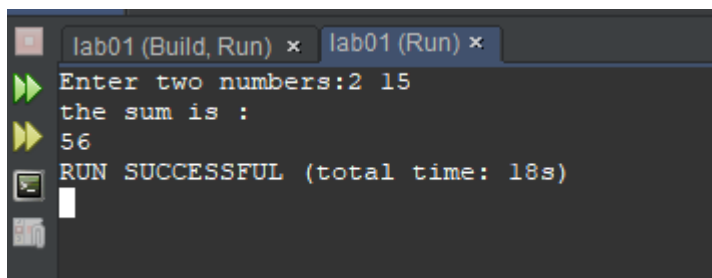 lab01 (Build, Run) × lab01 (Run) ×
Enter two numbers:2 15
the sum is :
56
RUN SUCCESSFUL (total time: 18s)